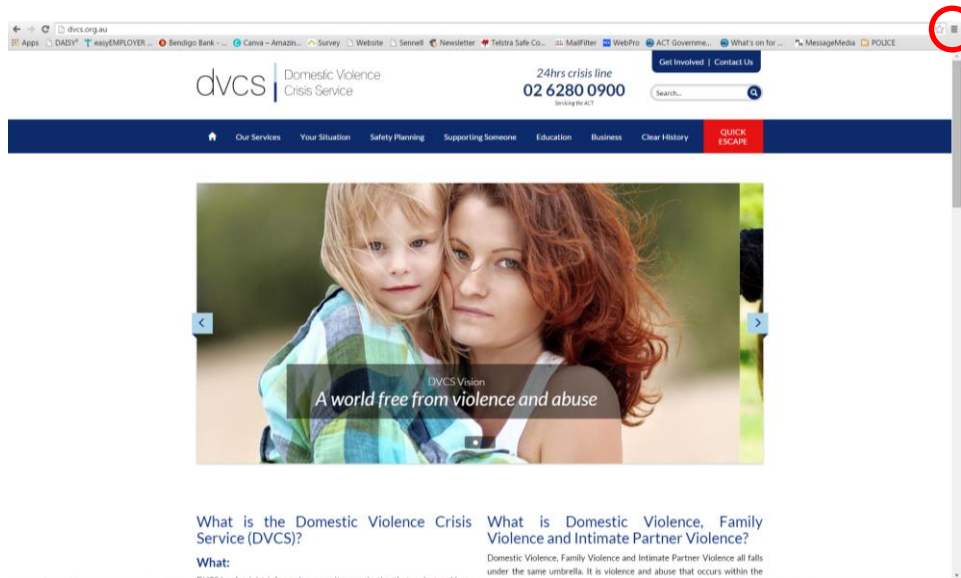 dvcs.org.au
Apps DAISY² easyEMPLOYER ... Bendigo Bank - ... Canva – Amazin... Survey Website Sennell Newsletter Telstra Safe Co... MailFilter WebPro ACT Governme... What's on for ... MessageMedia POLICE
Get Involved | Contact Us
dvcs Domestic Violence
Crisis Service
24hrs crisis line
02 6280 0900
Servicing the ACT
Search...
Our Services Your Situation Safety Planning Supporting Someone Education Business Clear History QUICK
ESCAPE
DVCS Vision
A world free from violence and abuse
What is the Domestic Violence Crisis
Service (DVCS)?
What:
What is Domestic Violence, Family
Violence and Intimate Partner Violence?
Domestic Violence, Family Violence and Intimate Partner Violence all falls
under the same umbrella. It is violence and abuse that occurs within the